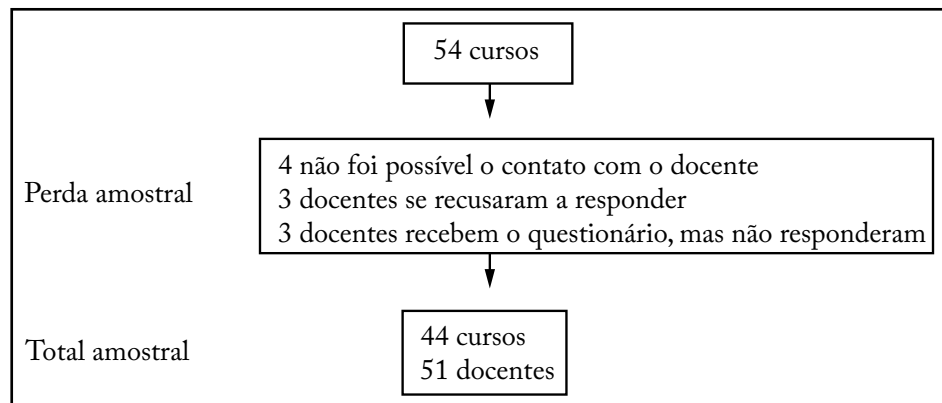 54 cursos
Perda amostral
4 não foi possível o contato com o docente
3 docentes se recusaram a responder
3 docentes recebem o questionário, mas não responderam
Total amostral
44 cursos
51 docentes